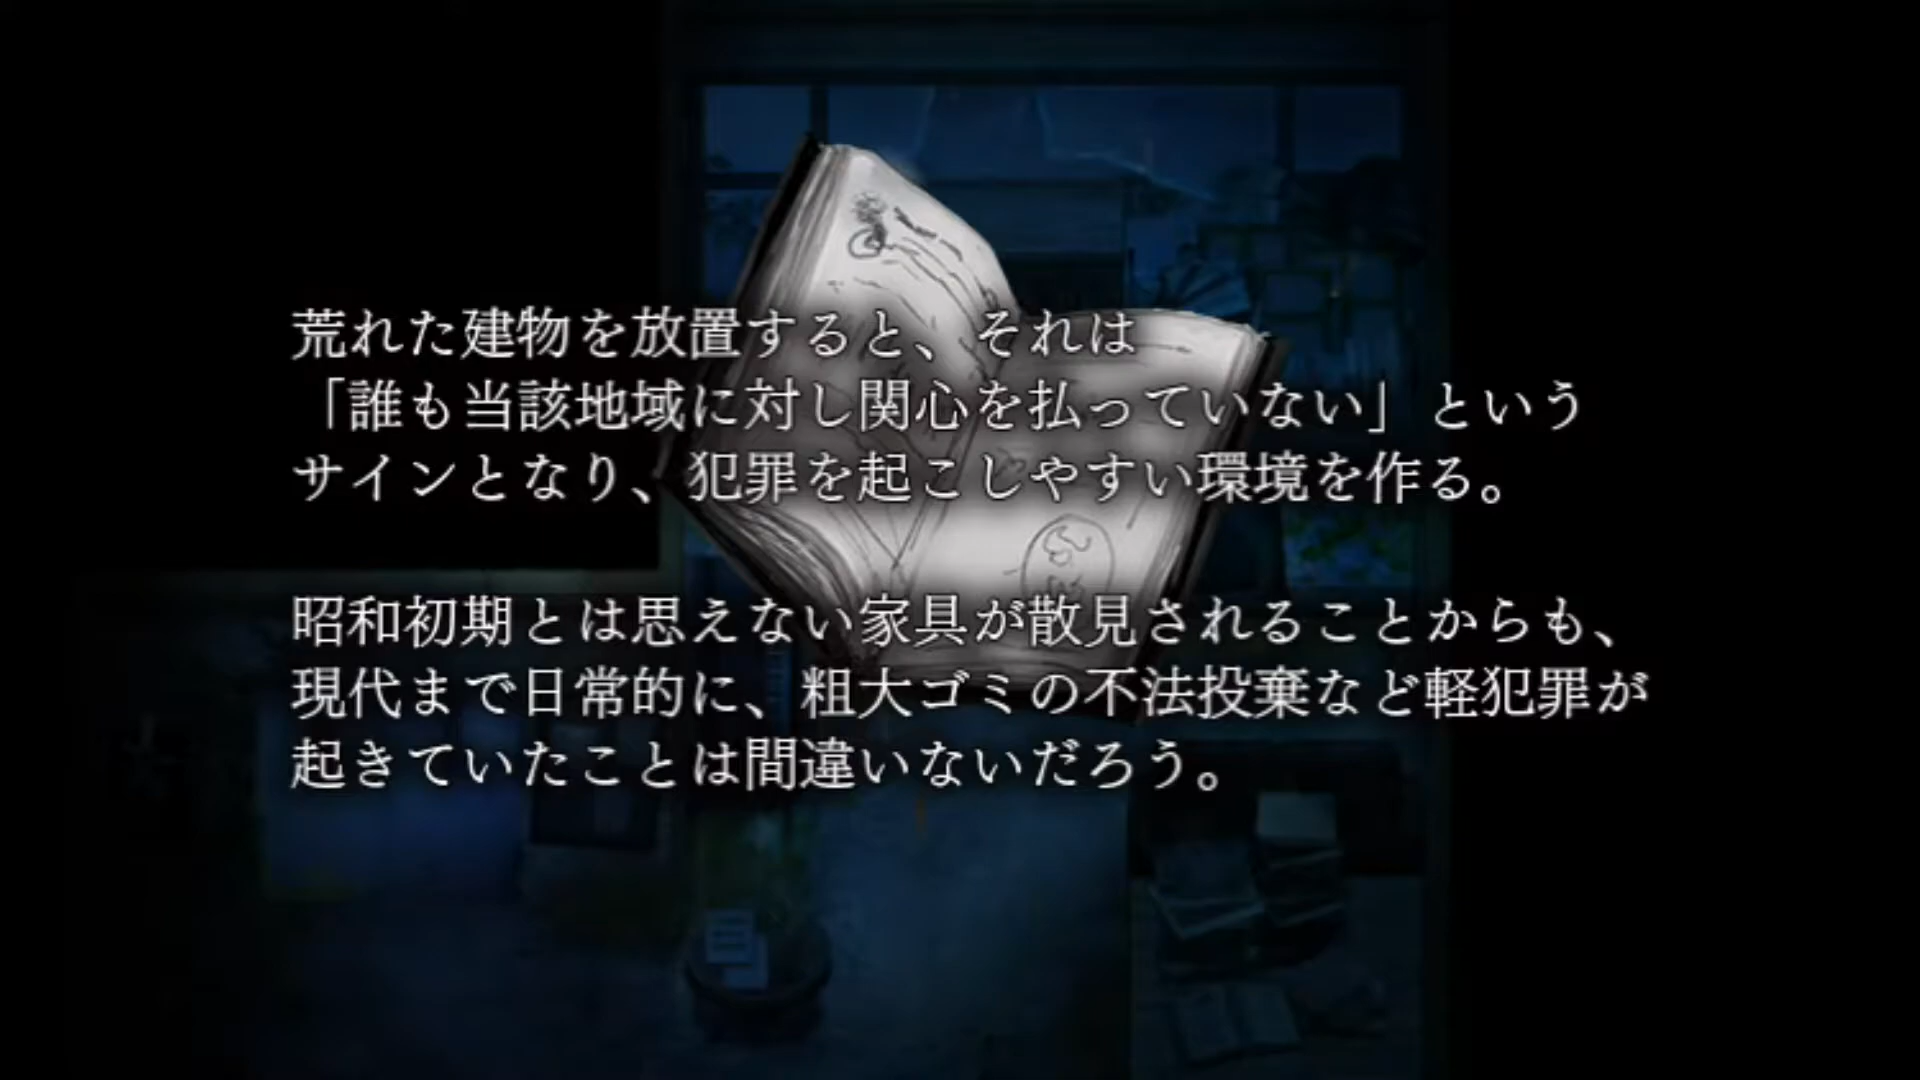 荒れた建物を放置すると、それは
「誰も当該地域に対し関心を払っていない」という
サインとなり、犯罪を起こしやすい環境を作る。
昭和初期とは思えない家具が散見されることからも、
現代まで日常的に、粗大ゴミの不法投棄など軽犯罪が
起きていたことは間違いないだろう。